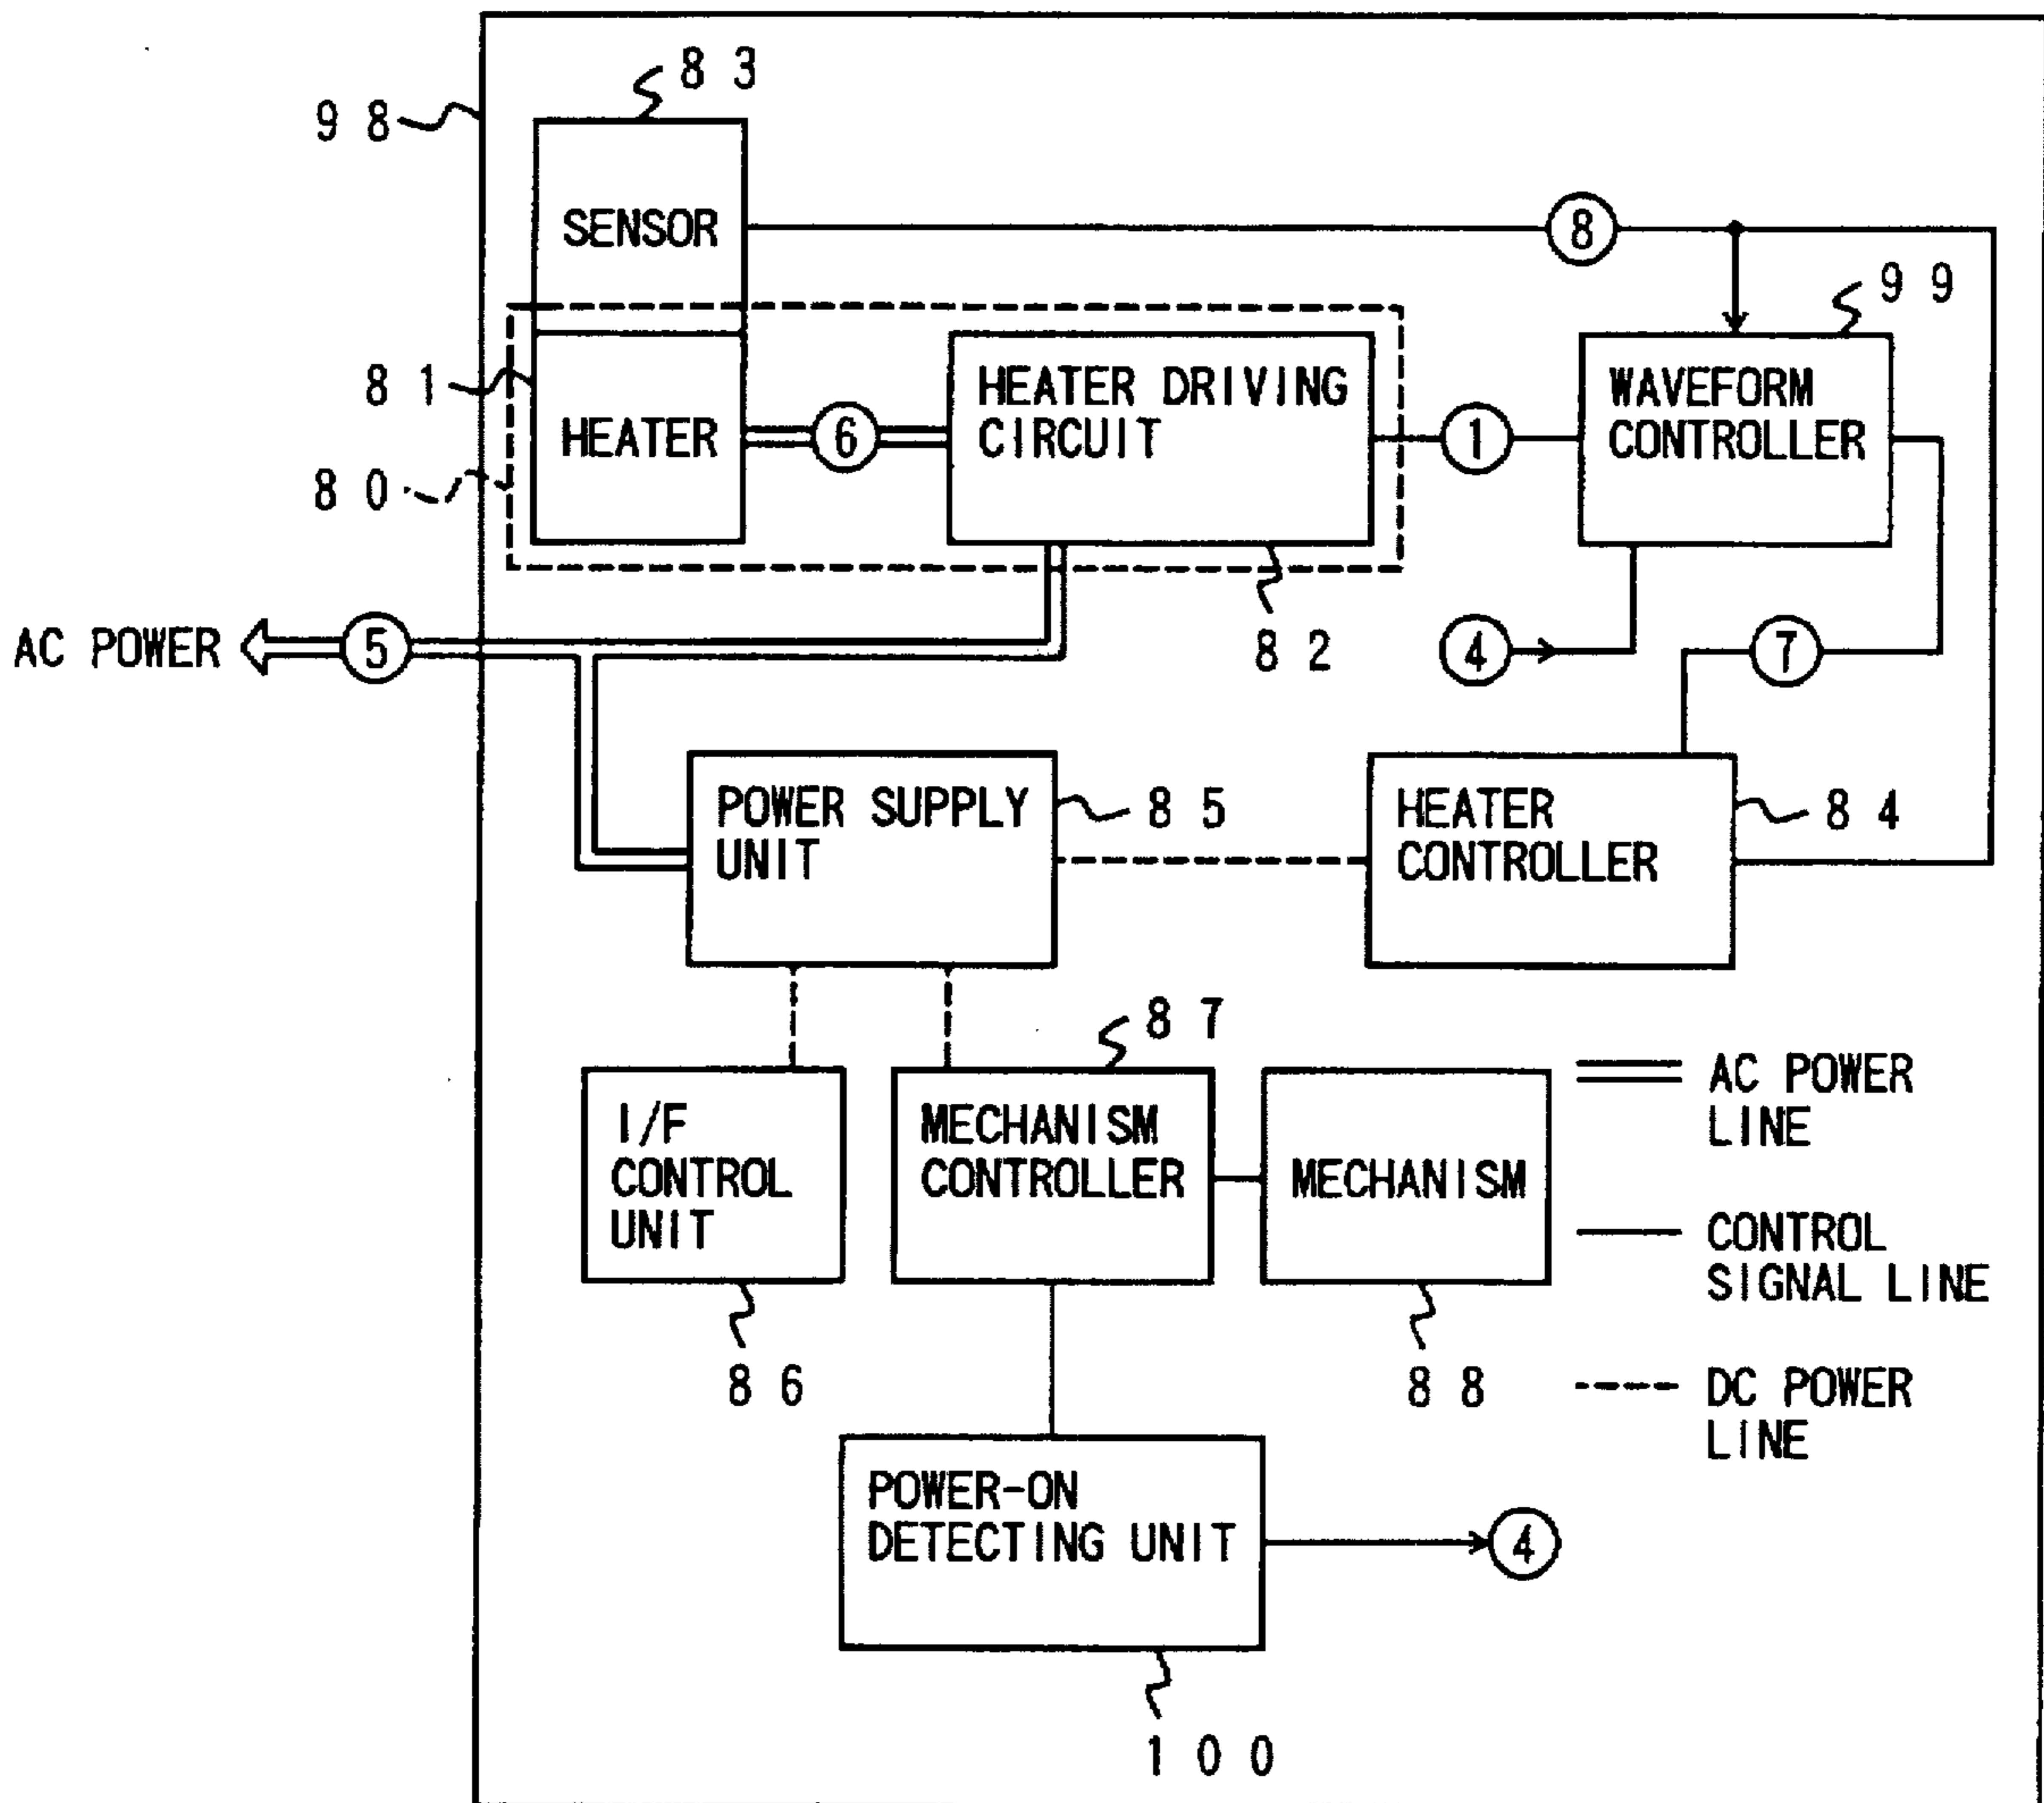 83
98
SENSOR
8
99
81
HEATER
6
HEATER DRIVING
CIRCUIT
1
WAVEFORM
CONTROLLER
80
AC POWER
5
82
4
7
POWER SUPPLY
UNIT
85
HEATER
CONTROLLER
84
87
I/F
CONTROL
UNIT
MECHANISM
CONTROLLER
MECHANISM
AC POWER
LINE
CONTROL
SIGNAL LINE
DC POWER
LINE
86
88
POWER-ON
DETECTING UNIT
4
100